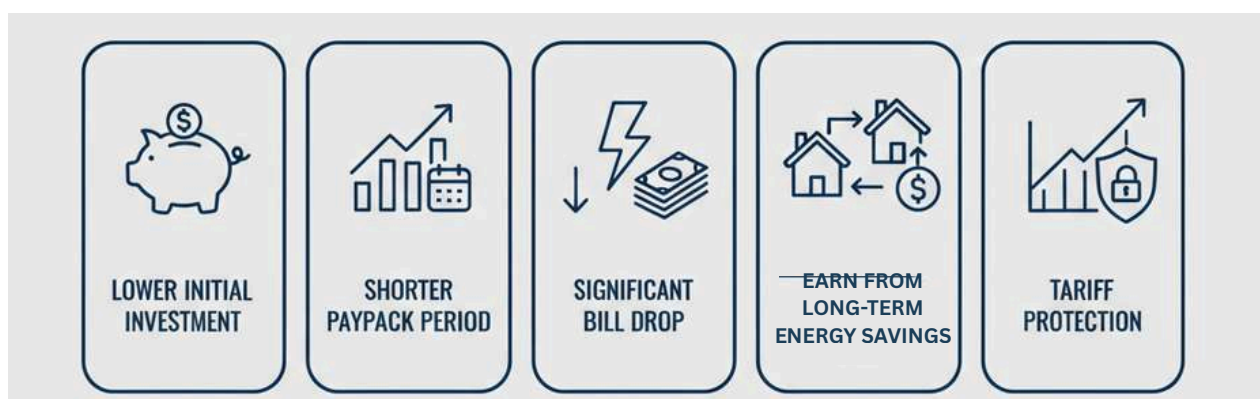 LOWER INITIAL
INVESTMENT
SHORTER
PAYPACK PERIOD
SIGNIFICANT
BILL DROP
EARN FROM
LONG-TERM
ENERGY SAVINGS
TARIFF
PROTECTION